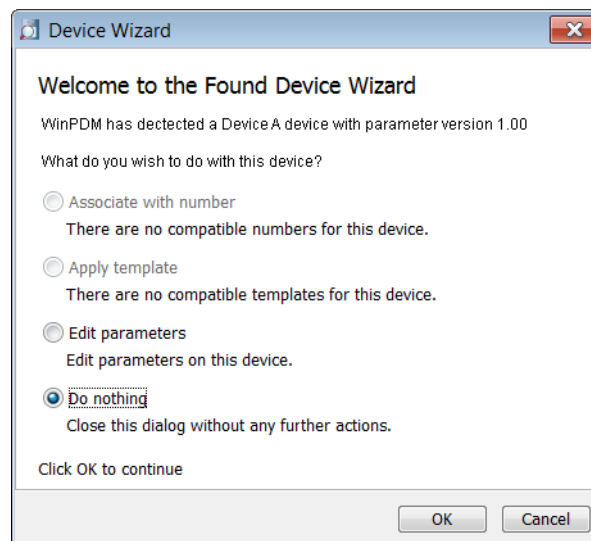 Device Wizard
Welcome to the Found Device Wizard
WinPDM has dectected a Device A device with parameter version 1.00
What do you wish to do with this device?
Associate with number
There are no compatible numbers for this device.
Apply template
There are no compatible templates for this device.
Edit parameters
Edit parameters on this device.
Do nothing
Close this dialog without any further actions.
Click OK to continue
OK Cancel